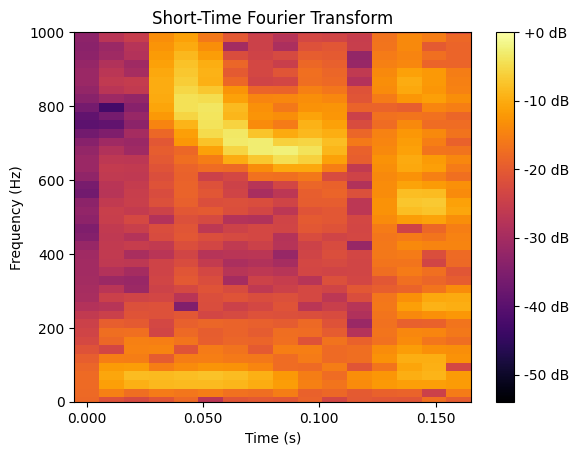 Short-Time Fourier Transform
1000
800
600
400
200
0
Frequency (Hz)
0.000
0.050
0.100
0.150
Time (s)
+0 dB
-10 dB
-20 dB
-30 dB
-40 dB
-50 dB